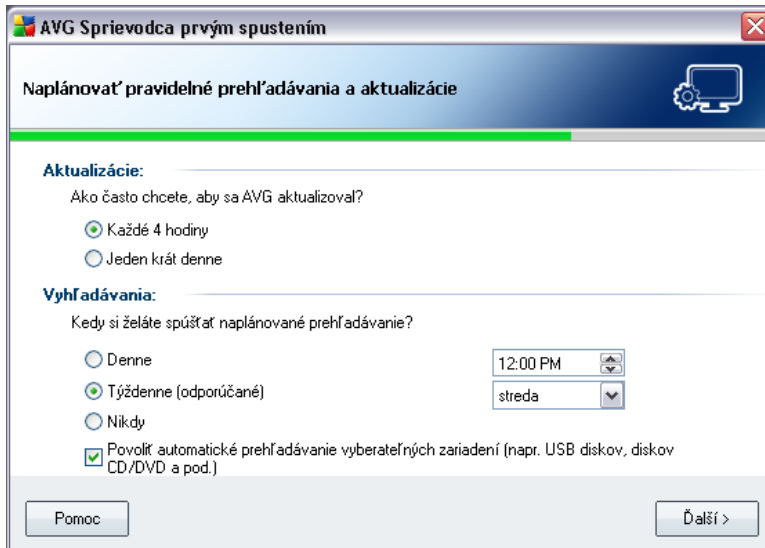 AVG Sprievodca prvým spustením
Naplánovať pravidelné prehľadávania a aktualizácie
Aktualizácie:
Ako často chcete, aby sa AVG aktualizoval?
Každé 4 hodiny
Jeden krát denne
Vyhľadávania:
Kedy si želáte spúšťať naplánované prehľadávanie?
Denne
12:00 PM
Týždenne (odporúčané)
streda
Nikdy
Povoliť automatické prehľadávanie vyberateľných zariadení (napr. USB diskov, diskov
CD/DVD a pod.)
Pomoc
Ďalší >